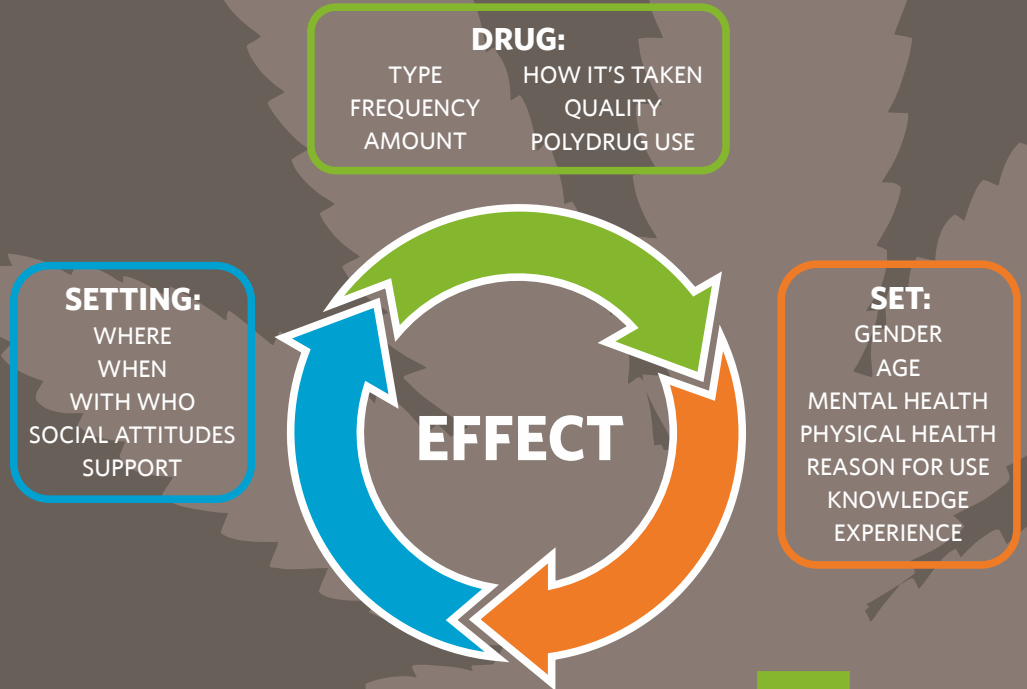 DRUG:
TYPE
FREQUENCY
AMOUNT
HOW IT'S TAKEN
QUALITY
POLYDRUG USE
SETTING:
WHERE
WHEN
WITH WHO
SOCIAL ATTITUDES
SUPPORT
EFFECT
SET:
GENDER
AGE
MENTAL HEALTH
PHYSICAL HEALTH
REASON FOR USE
KNOWLEDGE
EXPERIENCE